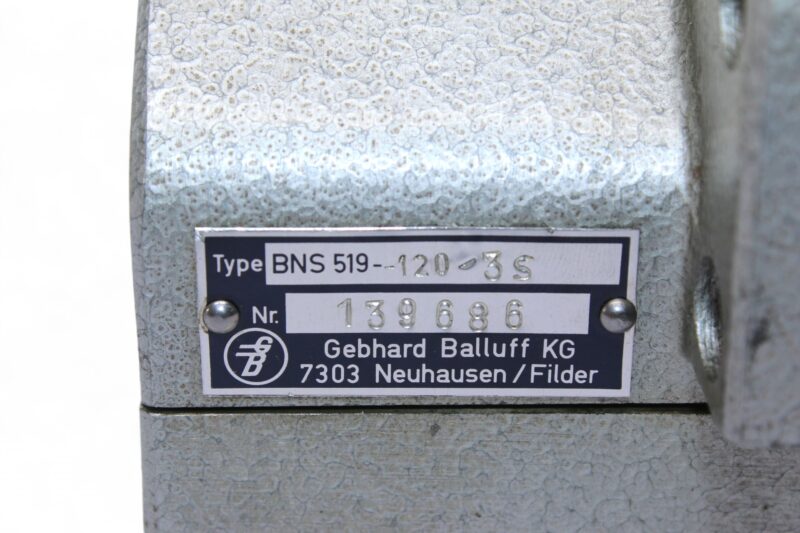 Type BNS 519--120-3S
Nr. 139686
Gebhard Balluff KG
7303 Neuhausen/Filder